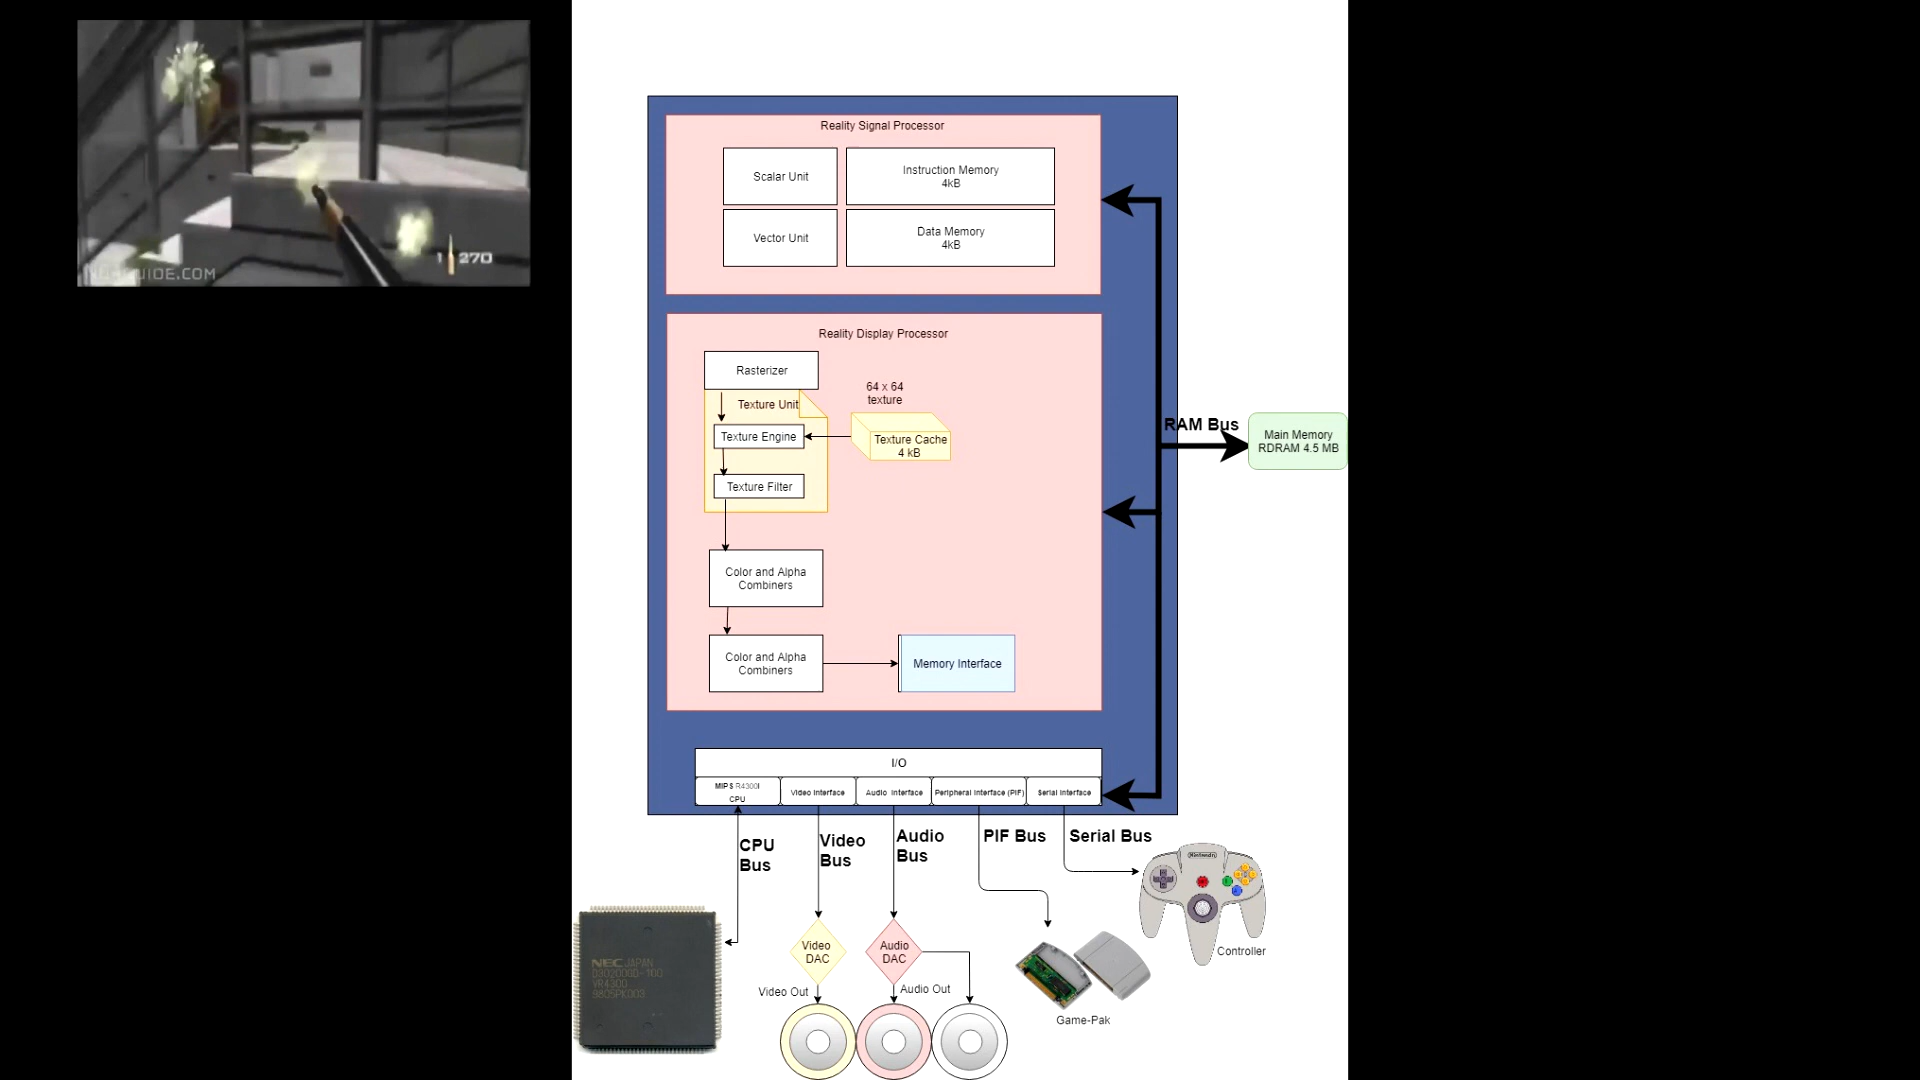 1 270
GUIDE.COM
Reality Signal Processor
Scalar Unit
Instruction Memory
4kB
Vector Unit
Data Memory
4kB
Reality Display Processor
Rasterizer
Texture Unit
64 x 64
texture
Texture Engine
Texture Cache
4 kB
Texture Filter
RAM Bus
Main Memory
RDRAM 4.5 MB
Color and Alpha
Combiners
Color and Alpha
Combiners
Memory Interface
I/O
MIPS R4300i
CPU
Video Interface
Audio Interface
Peripheral Interface (PIF)
Serial Interface
CPU
Bus
Video
Bus
Audio
Bus
PIF Bus
Serial Bus
Nintendo
NEC JAPAN
VR4300
Video
DAC
Audio
DAC
Controller
Video Out
Audio Out
Game-Pak